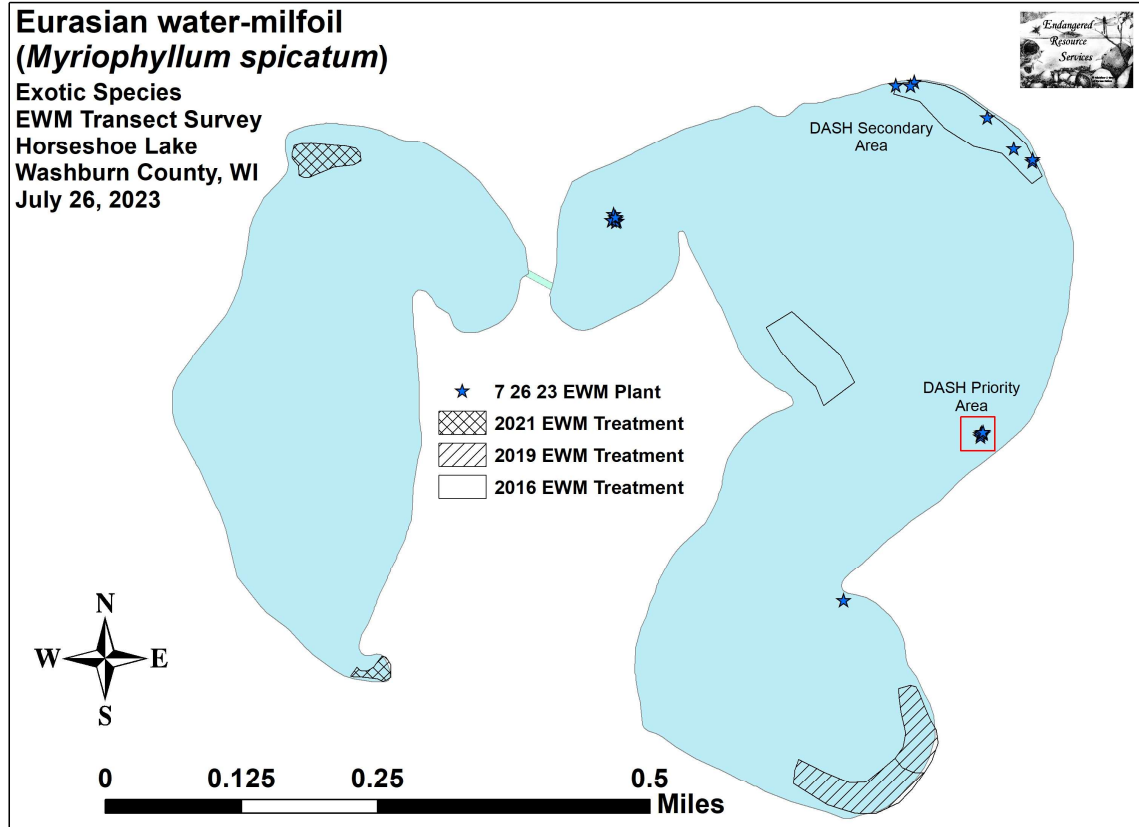 Eurasian water-milfoil
(Myriophyllum spicatum)
Exotic Species
EWM Transect Survey
Horseshoe Lake
Washburn County, WI
July 26, 2023
Endangered
Resource
Services
DASH Secondary
Area
DASH Priority
Area
7 26 23 EWM Plant
2021 EWM Treatment
2019 EWM Treatment
2016 EWM Treatment
N
W
E
S
0
0.125
0.25
0.5
Miles